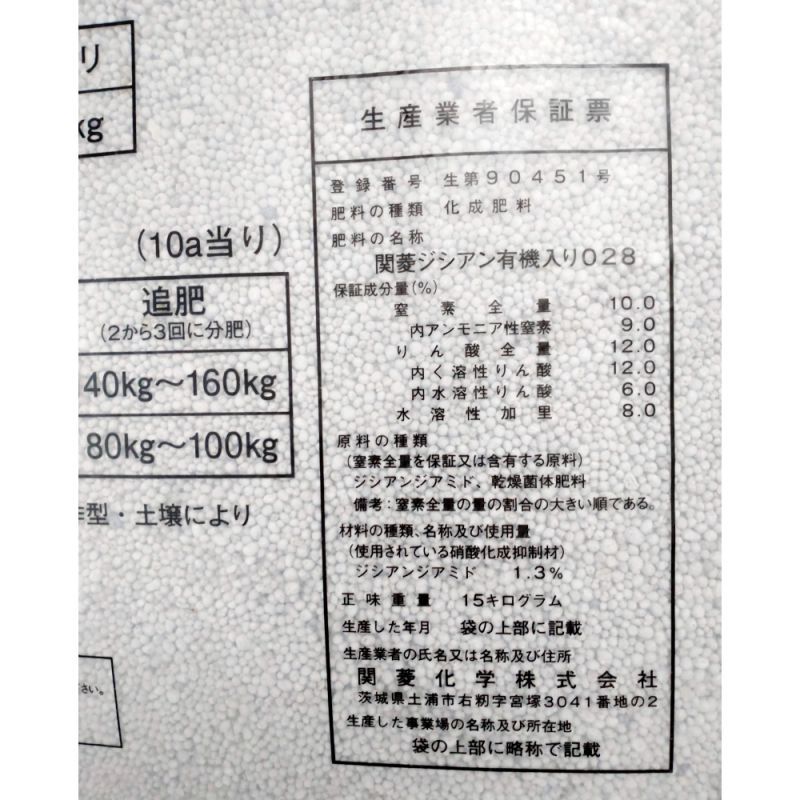 リ
kg
(10a当り)
追肥
(2から3回に分肥)
40kg～160kg
80kg～100kg
作型・土壌により
ださい。
生産業者保証票
登録番号 生第90451号
肥料の種類 化成肥料
肥料の名称
関菱ジシアン有機入り028
保証成分量(%)
窒素全量 10.0
内アンモニア性窒素 9.0
りん酸全量 12.0
内く溶性りん酸 12.0
内水溶性りん酸 6.0
水溶性加里 8.0
原料の種類
(窒素全量を保証又は含有する原料)
ジシアンジアミド、乾燥菌体肥料
備考:窒素全量の量の割合の大きい順である。
材料の種類、名称及び使用量
(使用されている硝酸化成抑制材)
ジシアンジアミド 1.3%
正味重量 15キログラム
生産した年月 袋の上部に記載
生産業者の氏名又は名称及び住所
関菱化学株式会社
茨城県土浦市右籾字宮塚3041番地の2
生産した事業場の名称及び所在地
袋の上部に略称で記載